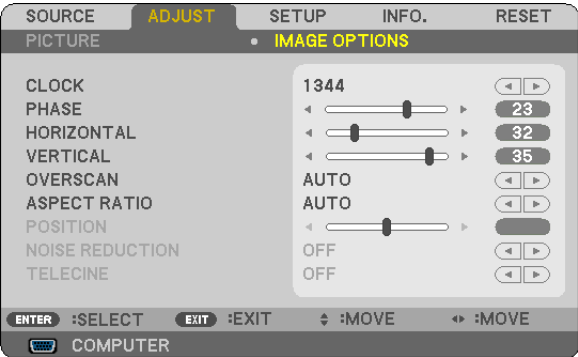 SOURCE ADJUST SETUP INFO. RESET
PICTURE • IMAGE OPTIONS
CLOCK 1344
PHASE 23
HORIZONTAL 32
VERTICAL 35
OVERSCAN AUTO
ASPECT RATIO AUTO
POSITION
NOISE REDUCTION OFF
TELECINE OFF
ENTER :SELECT EXIT :EXIT :MOVE :MOVE
COMPUTER